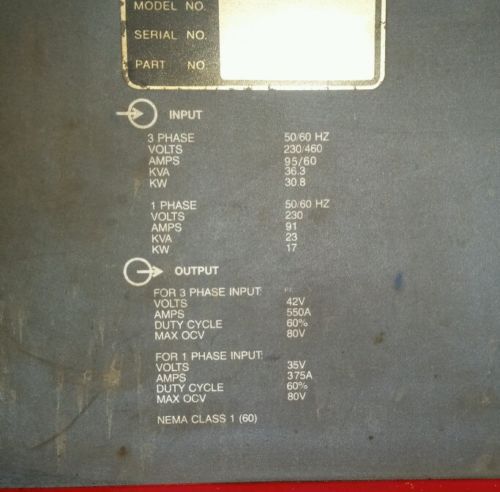 MODEL NO.
SERIAL NO.
PART NO.
INPUT
3 PHASE 50/60 HZ
VOLTS 230/460
AMPS 95/60
KVA 36.3
KW 30.8
1 PHASE 50/60 HZ
VOLTS 230
AMPS 91
KVA 23
KW 17
OUTPUT
FOR 3 PHASE INPUT:
VOLTS 42V
AMPS 550A
DUTY CYCLE 60%
MAX OCV 80V
FOR 1 PHASE INPUT:
VOLTS 35V
AMPS 375A
DUTY CYCLE 60%
MAX OCV 80V
NEMA CLASS 1 (60)